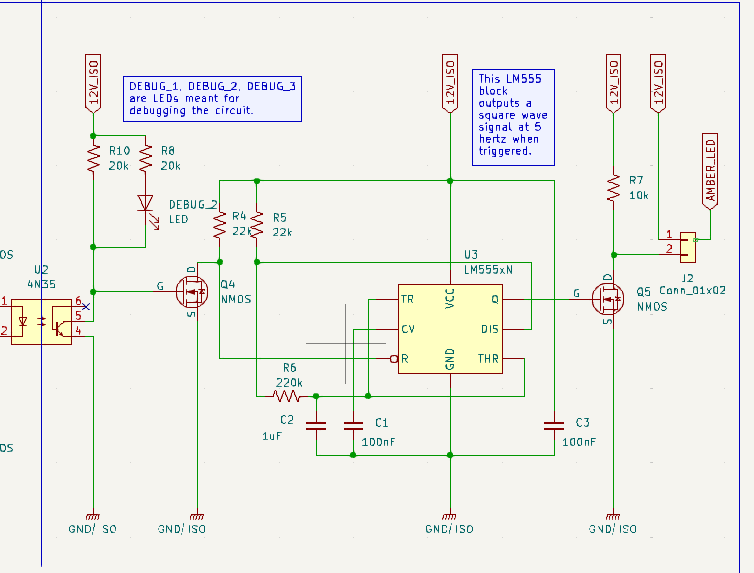 12V_ISO
DEBUG_1, DEBUG_2, DEBUG_3
are LEDs meant for
debugging the circuit.
12V_ISO
This LM555
block
outputs a
square wave
signal at 5
hertz when
triggered.
12V_ISO
12V_ISO
AMBER_LED
R10
20k
R8
20k
DEBUG_2
LED
R4
22k
R5
22k
R7
10k
1
2
J2
Conn_01x02
OS
U2
4N35
1
2
6
5
4
G
D
S
Q4
NMOS
U3
LM555xN
TR
CV
R
VCC
GND
Q
DIS
THR
G
D
S
Q5
NMOS
R6
220k
C2
1uF
C1
100nF
C3
100nF
OS
GND/ISO
GND/ISO
GND/ISO
GND/ISO